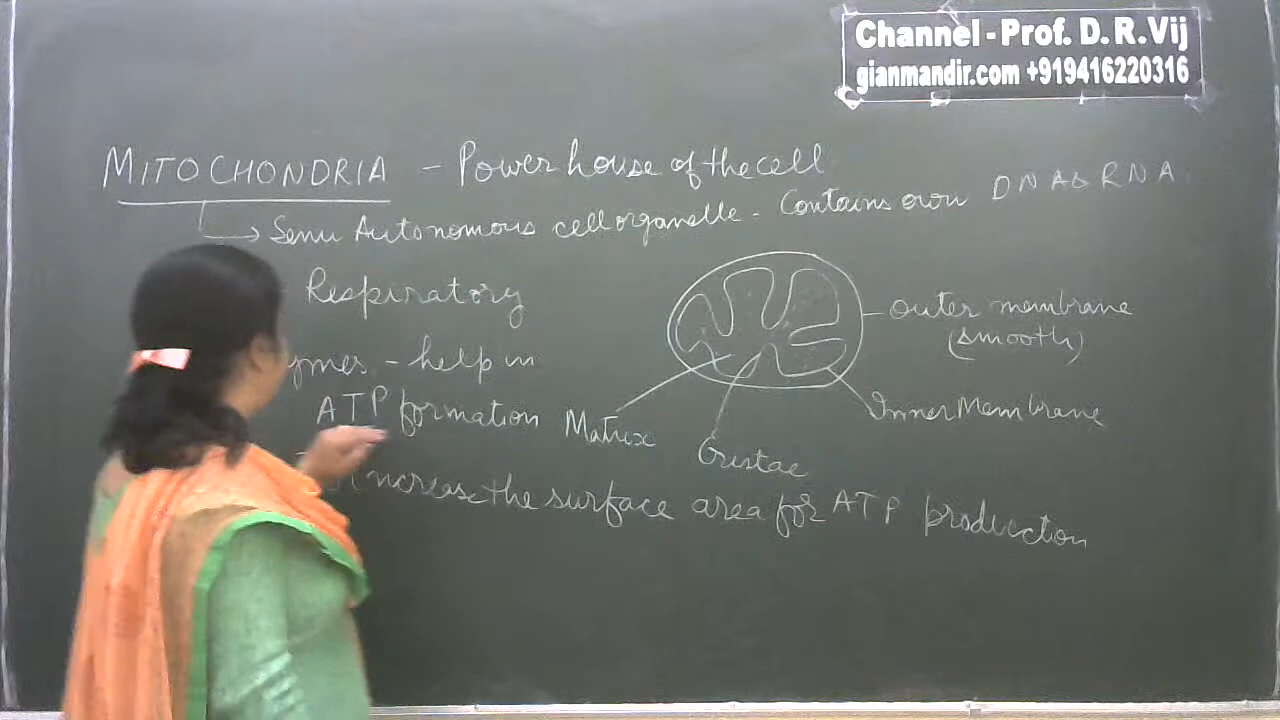 Channel - Prof. D. R. Vij
gianmandir.com +919416220316
MITOCHONDRIA - Power house of the cell
Semi Autonomous cell organelle - Contains own DNA & RNA
Respiratory
ymes - help in
ATP formation
Outer membrane
(smooth)
Inner Membrane
Matrix
Cristae
increase the surface area for ATP production